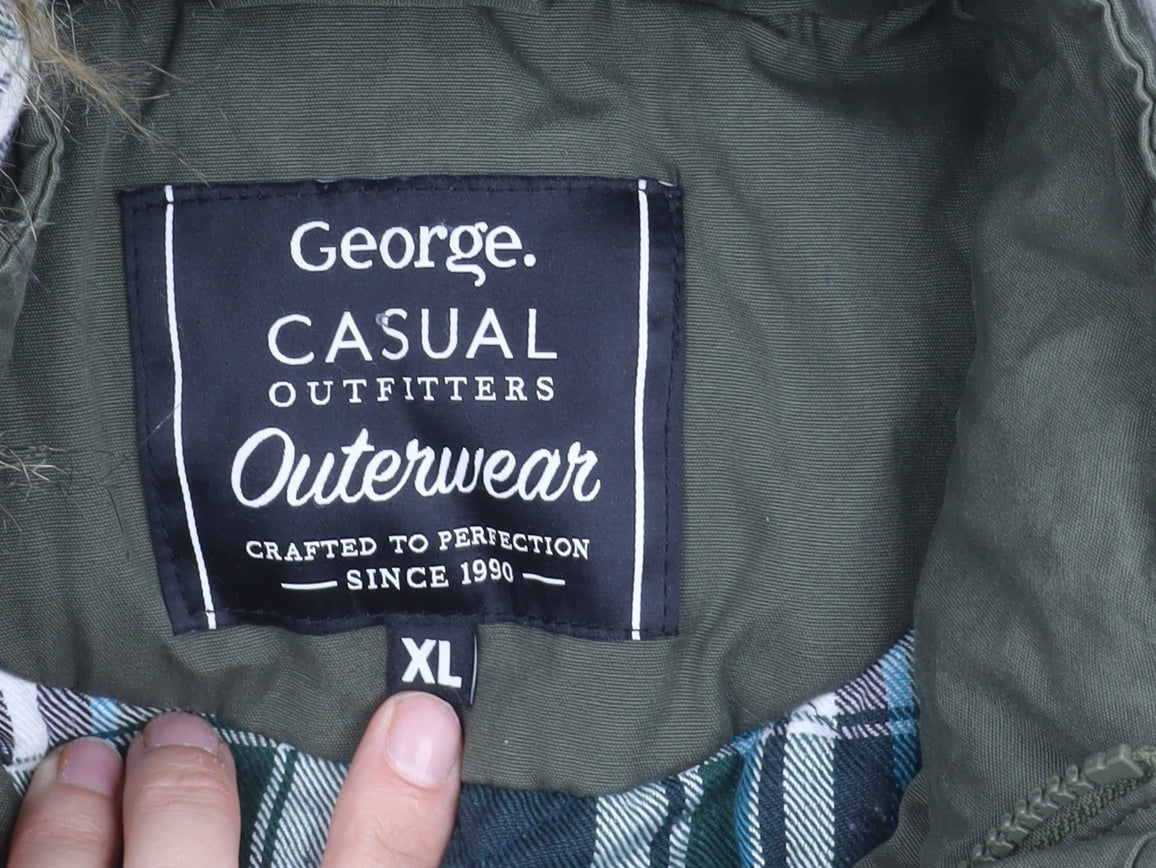 George.
CASUAL
OUTFITTERS
Outerwear
CRAFTED TO PERFECTION
SINCE 1990
XL